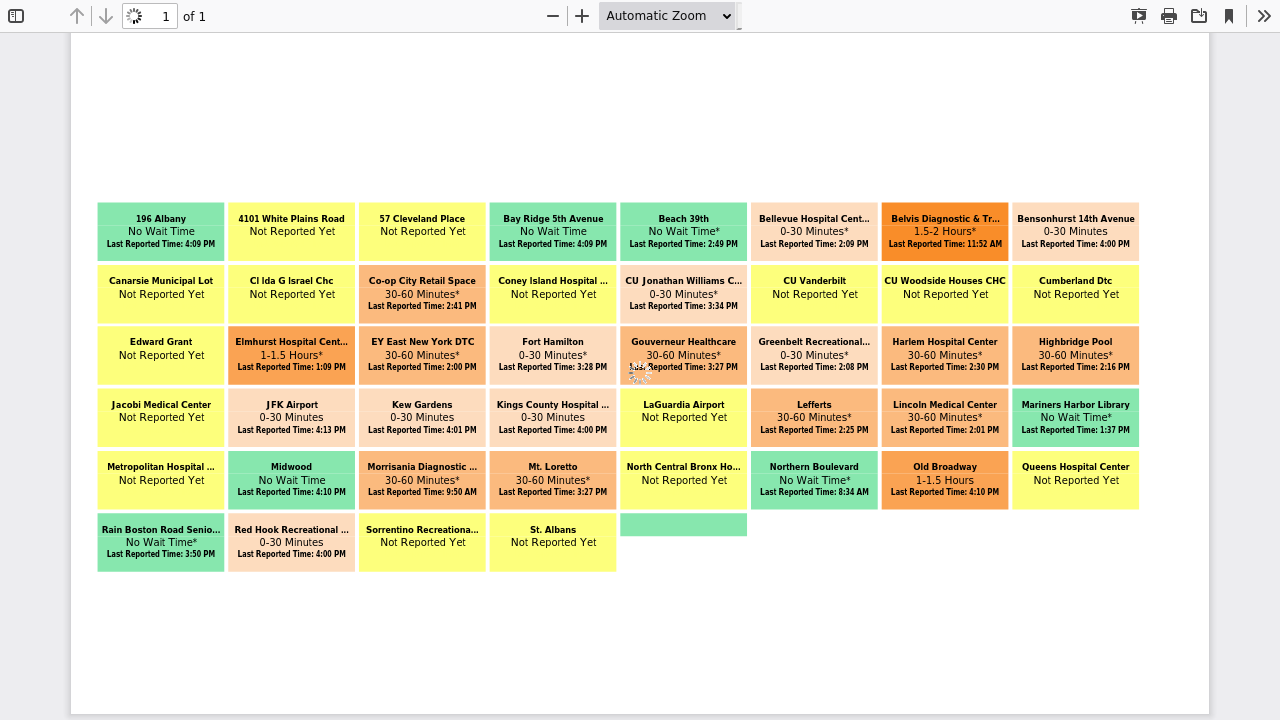 1 of 1 Automatic Zoom
196 Albany
No Wait Time
Last Reported Time: 4:09 PM
4101 White Plains Road
Not Reported Yet
57 Cleveland Place
Not Reported Yet
Bay Ridge 5th Avenue
No Wait Time
Last Reported Time: 4:09 PM
Beach 39th
No Wait Time*
Last Reported Time: 2:49 PM
Bellevue Hospital Cent...
0-30 Minutes*
Last Reported Time: 2:09 PM
Belvis Diagnostic & Tr...
1.5-2 Hours*
Last Reported Time: 11:52 AM
Bensonhurst 14th Avenue
0-30 Minutes
Last Reported Time: 4:00 PM
Canarsie Municipal Lot
Not Reported Yet
CI Ida G Israel Chc
Not Reported Yet
Co-op City Retail Space
30-60 Minutes*
Last Reported Time: 2:41 PM
Coney Island Hospital ...
Not Reported Yet
CU Jonathan Williams C...
0-30 Minutes*
Last Reported Time: 3:34 PM
CU Vanderbilt
Not Reported Yet
CU Woodside Houses CHC
Not Reported Yet
Cumberland Dtc
Not Reported Yet
Edward Grant
Not Reported Yet
Elmhurst Hospital Cent...
1-1.5 Hours*
Last Reported Time: 1:09 PM
EY East New York DTC
30-60 Minutes*
Last Reported Time: 2:00 PM
Fort Hamilton
0-30 Minutes*
Last Reported Time: 3:28 PM
Gouverneur Healthcare
30-60 Minutes*
Last Reported Time: 3:27 PM
Greenbelt Recreational...
0-30 Minutes*
Last Reported Time: 2:08 PM
Harlem Hospital Center
30-60 Minutes*
Last Reported Time: 2:30 PM
Highbridge Pool
30-60 Minutes*
Last Reported Time: 2:16 PM
Jacobi Medical Center
Not Reported Yet
JFK Airport
0-30 Minutes
Last Reported Time: 4:13 PM
Kew Gardens
0-30 Minutes
Last Reported Time: 4:01 PM
Kings County Hospital ...
0-30 Minutes
Last Reported Time: 4:00 PM
LaGuardia Airport
Not Reported Yet
Lefferts
30-60 Minutes*
Last Reported Time: 2:25 PM
Lincoln Medical Center
30-60 Minutes*
Last Reported Time: 2:01 PM
Mariners Harbor Library
No Wait Time*
Last Reported Time: 1:37 PM
Metropolitan Hospital ...
Not Reported Yet
Midwood
No Wait Time
Last Reported Time: 4:10 PM
Morrisania Diagnostic ...
30-60 Minutes*
Last Reported Time: 9:50 AM
Mt. Loretto
30-60 Minutes*
Last Reported Time: 3:27 PM
North Central Bronx Ho...
Not Reported Yet
Northern Boulevard
No Wait Time*
Last Reported Time: 8:34 AM
Old Broadway
1-1.5 Hours
Last Reported Time: 4:10 PM
Queens Hospital Center
Not Reported Yet
Rain Boston Road Senio...
No Wait Time*
Last Reported Time: 3:50 PM
Red Hook Recreational ...
0-30 Minutes
Last Reported Time: 4:00 PM
Sorrentino Recreationa...
Not Reported Yet
St. Albans
Not Reported Yet